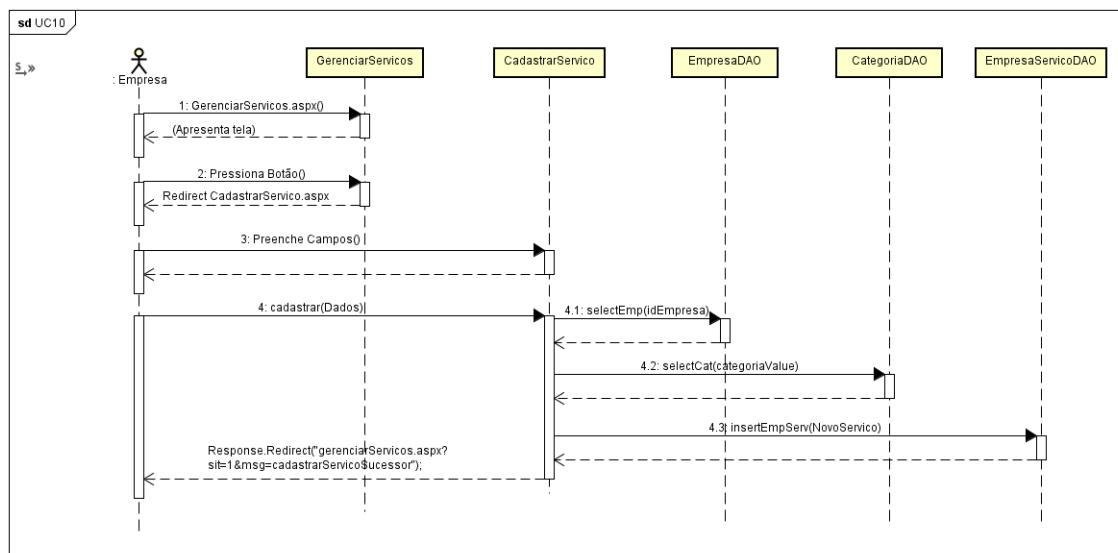 sd UC10
S
: Empresa
GerenciarServicos
CadastrarServico
EmpresaDAO
CategoriaDAO
EmpresaServicoDAO
1: GerenciarServicos.aspx()
(Apresenta tela)
2: Pressiona Botão()
Redirect CadastrarServico.aspx
3: Preenche Campos()
4: cadastrar(Dados)
4.1: selectEmp(idEmpresa)
4.2: selectCat(categoriaValue)
4.3: insertEmpServ(NovoServico)
Response.Redirect("gerenciarServicos.aspx?
sit=1&msg=cadastrarServicoSucessor");